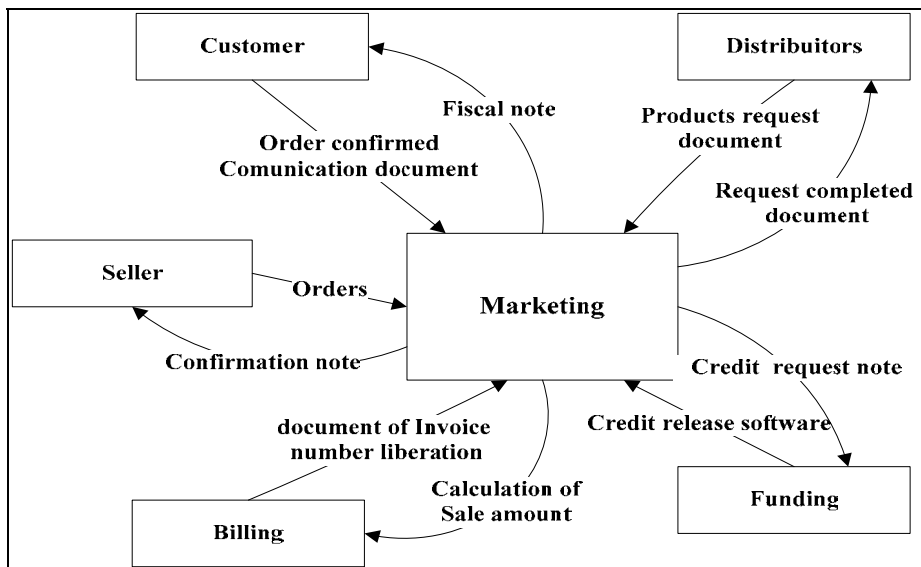 Customer
Distribuitors
Fiscal note
Products request
document
Order confirmed
Comunication document
Request completed
document
Seller
Orders
Marketing
Confirmation note
Credit request note
document of Invoice
number liberation
Credit release software
Calculation of
Sale amount
Billing
Funding